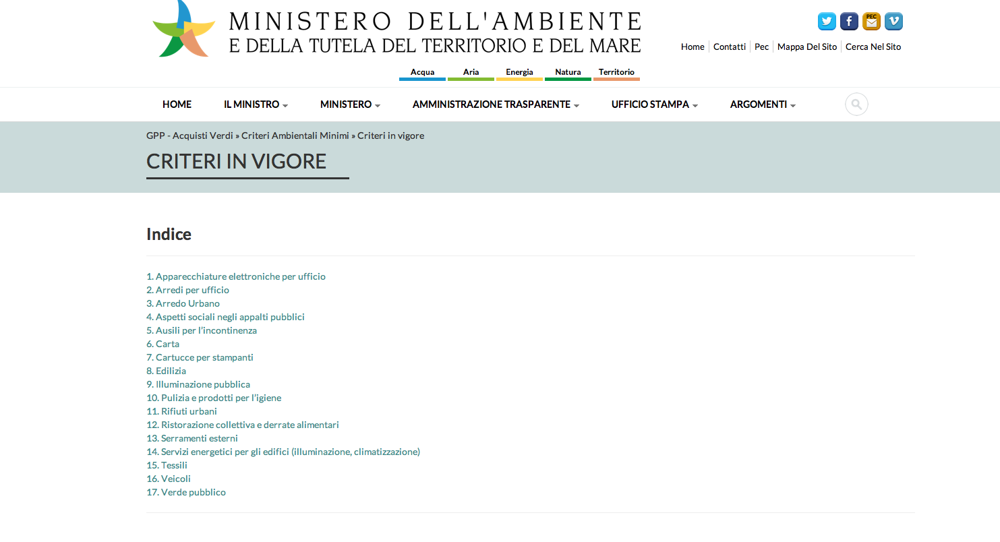 MINISTERO DELL'AMBIENTE
E DELLA TUTELA DEL TERRITORIO E DEL MARE
PEC
Home Contatti Pec Mappa Del Sito Cerca Nel Sito
Acqua Aria Energia Natura Territorio
HOME IL MINISTRO MINISTERO AMMINISTRAZIONE TRASPARENTE UFFICIO STAMPA ARGOMENTI
GPP - Acquisti Verdi » Criteri Ambientali Minimi » Criteri in vigore
CRITERI IN VIGORE
Indice
1. Apparecchiature elettroniche per ufficio
2. Arredi per ufficio
3. Arredo Urbano
4. Aspetti sociali negli appalti pubblici
5. Ausili per l'incontinenza
6. Carta
7. Cartucce per stampanti
8. Edilizia
9. Illuminazione pubblica
10. Pulizia e prodotti per l'igiene
11. Rifiuti urbani
12. Ristorazione collettiva e derrate alimentari
13. Serramenti esterni
14. Servizi energetici per gli edifici (illuminazione, climatizzazione)
15. Tessili
16. Veicoli
17. Verde pubblico